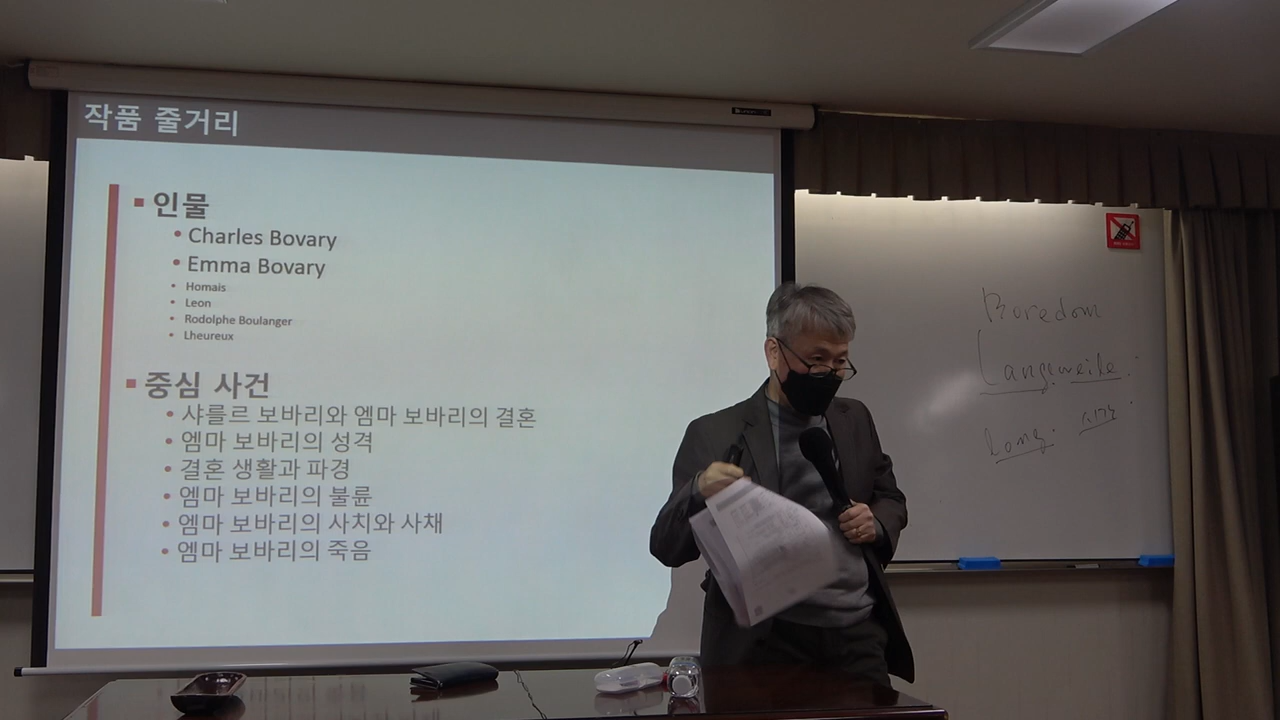 작품 줄거리
▪ 인물
• Charles Bovary
• Emma Bovary
• Homais
• Leon
• Rodolphe Boulanger
• Lheureux
▪ 중심 사건
• 샤를르 보바리와 엠마 보바리의 결혼
• 엠마 보바리의 성격
• 결혼 생활과 파경
• 엠마 보바리의 불륜
• 엠마 보바리의 사치와 사채
• 엠마 보바리의 죽음
Boredom
Langeweile
long. 시간